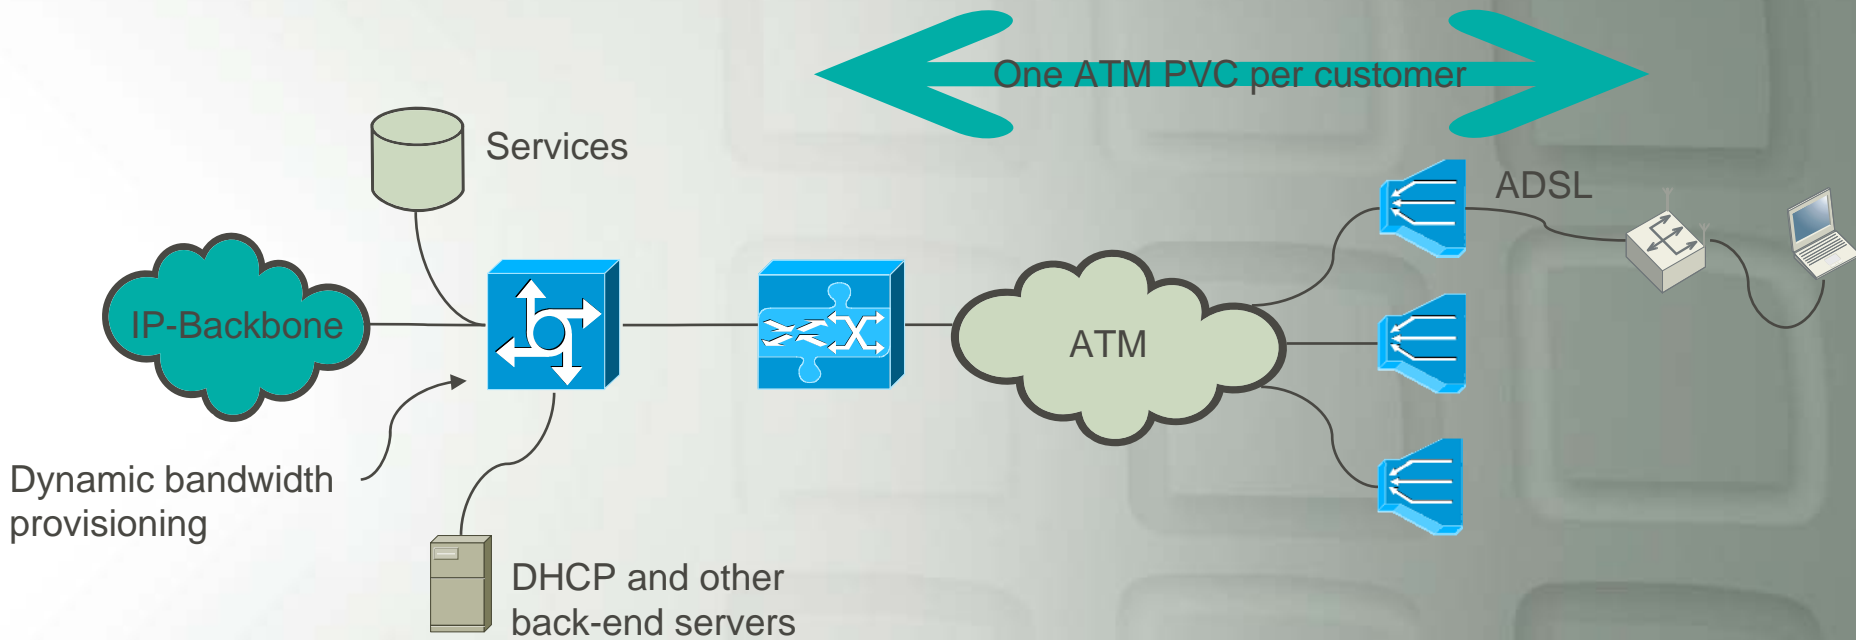 One ATM PVC per customer
Services
ADSL
IP-Backbone
ATM
Dynamic bandwidth
provisioning
DHCP and other
back-end servers